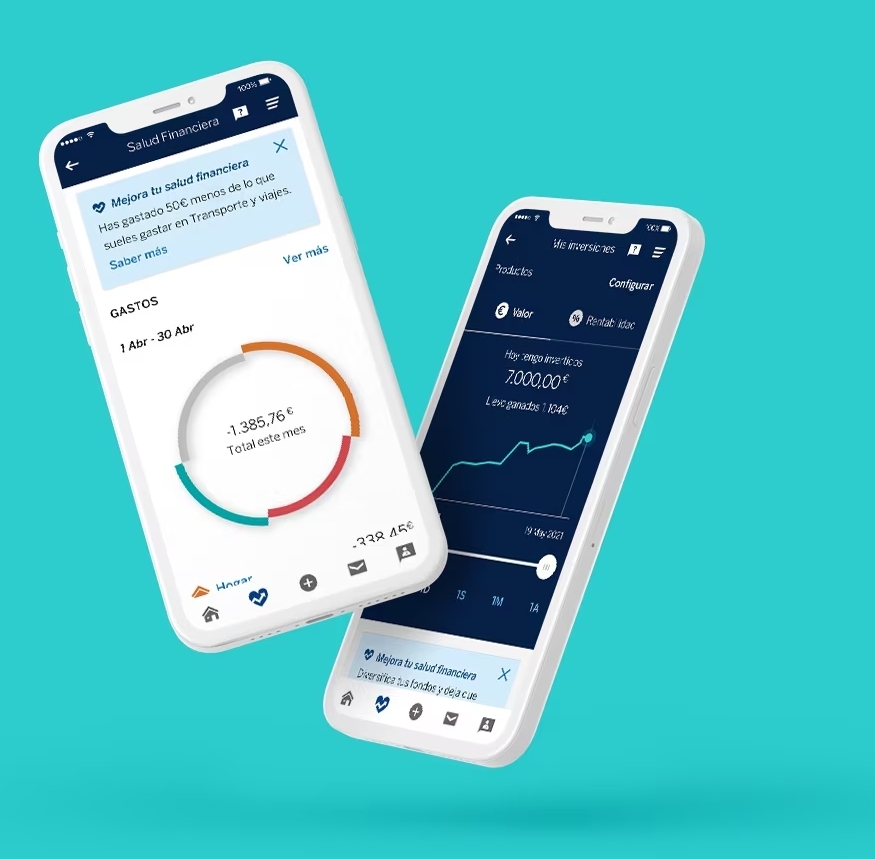 100%
Salud Financiera
?
Mejora tu salud financiera
Has gastado 50€ menos de lo que
sueles gastar en Transporte y viajes.
Saber más
Ver más
GASTOS
1 Abr - 30 Abr
-1.385,76 €
Total este mes
-338,45€
Hogar
100%
Mis inversiones
?
Productos
Configurar
€ Valor
% Rentabilidad
Hoy tengo invertidos
7.000,00 €
Llevo ganados 1.104€
19 May 2021
1S
1M
1A
Mejora tu salud financiera
Diversifica tus fondos y deja que